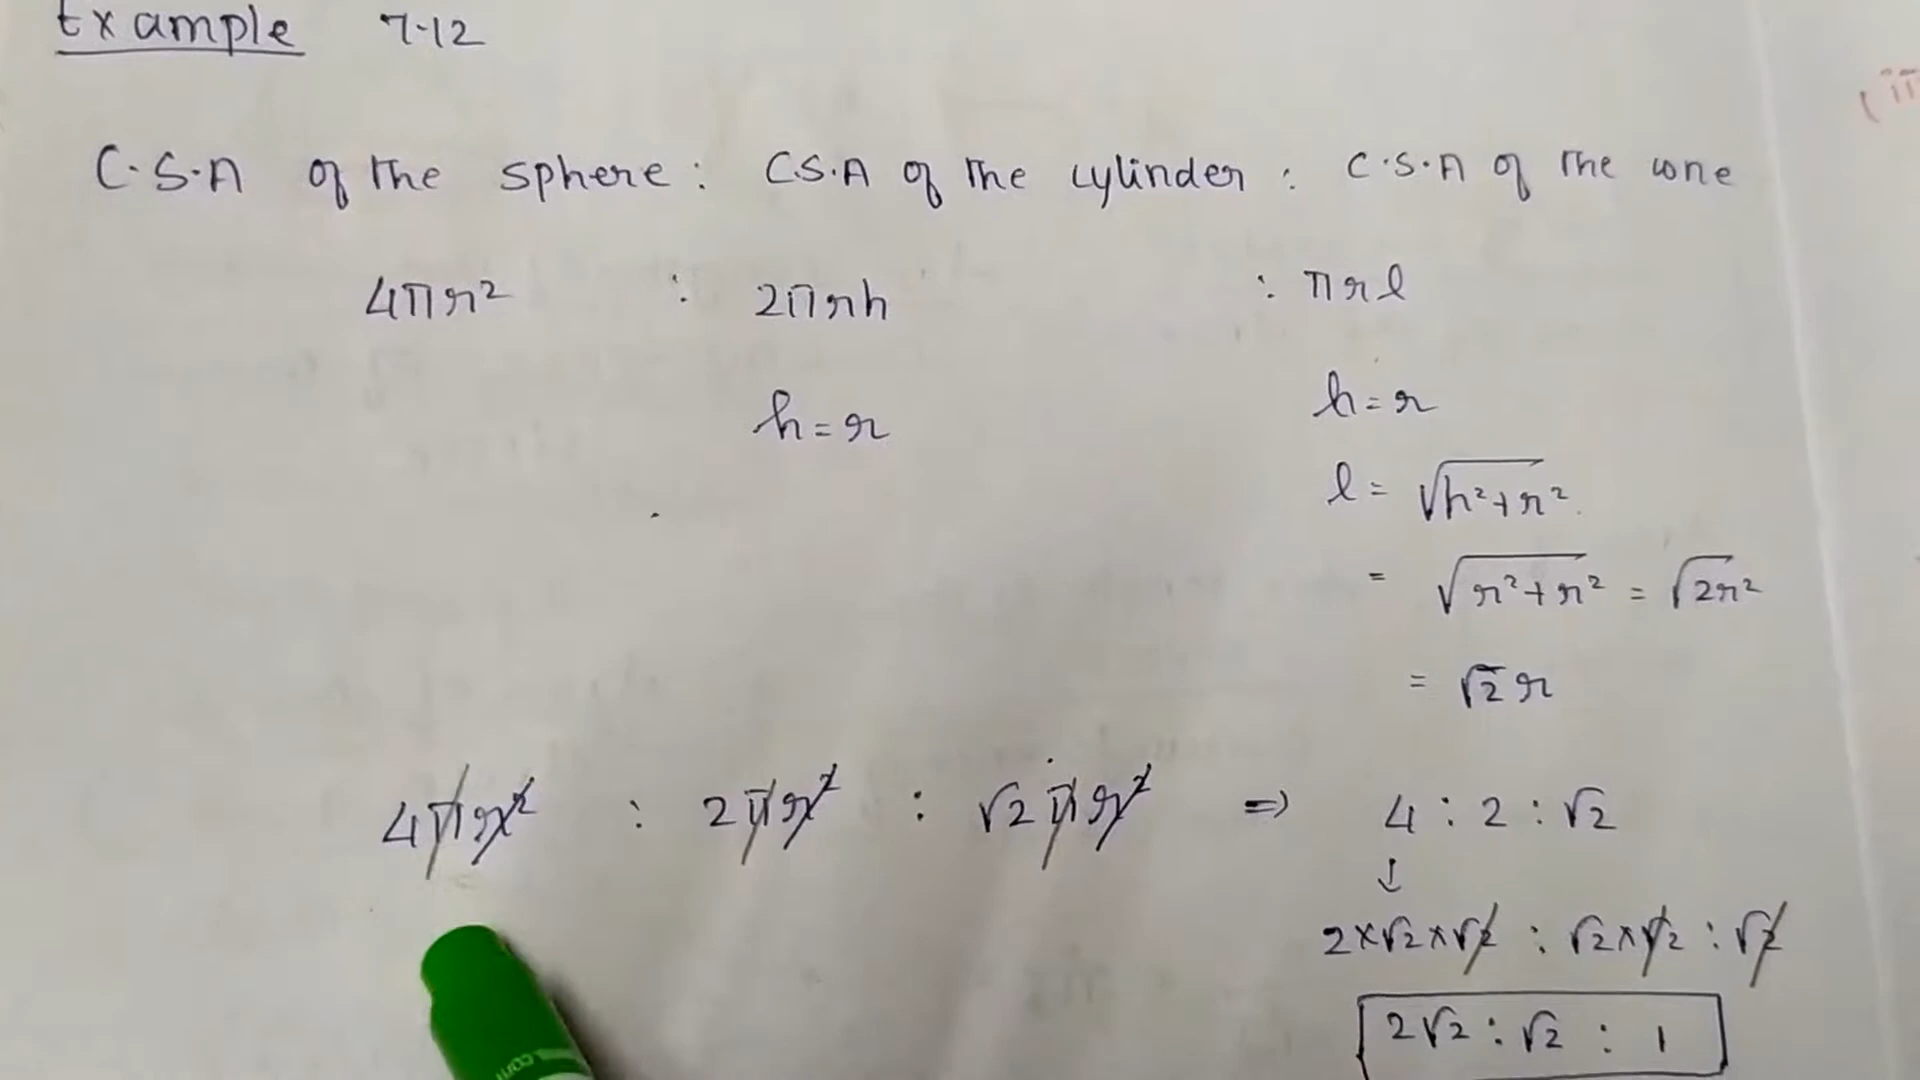 Example 7.12
C.S.A of the sphere : C.S.A of the cylinder : C.S.A of the cone
4πr² : 2πrh : πrl
h = r h = r
l = √h²+r²
= √r²+r² = √2r²
= √2 r
4πr² : 2πr² : √2πr² ⇒ 4 : 2 : √2
↓
2×√2×√2 : √2×√2 : √2
2√2 : √2 : 1